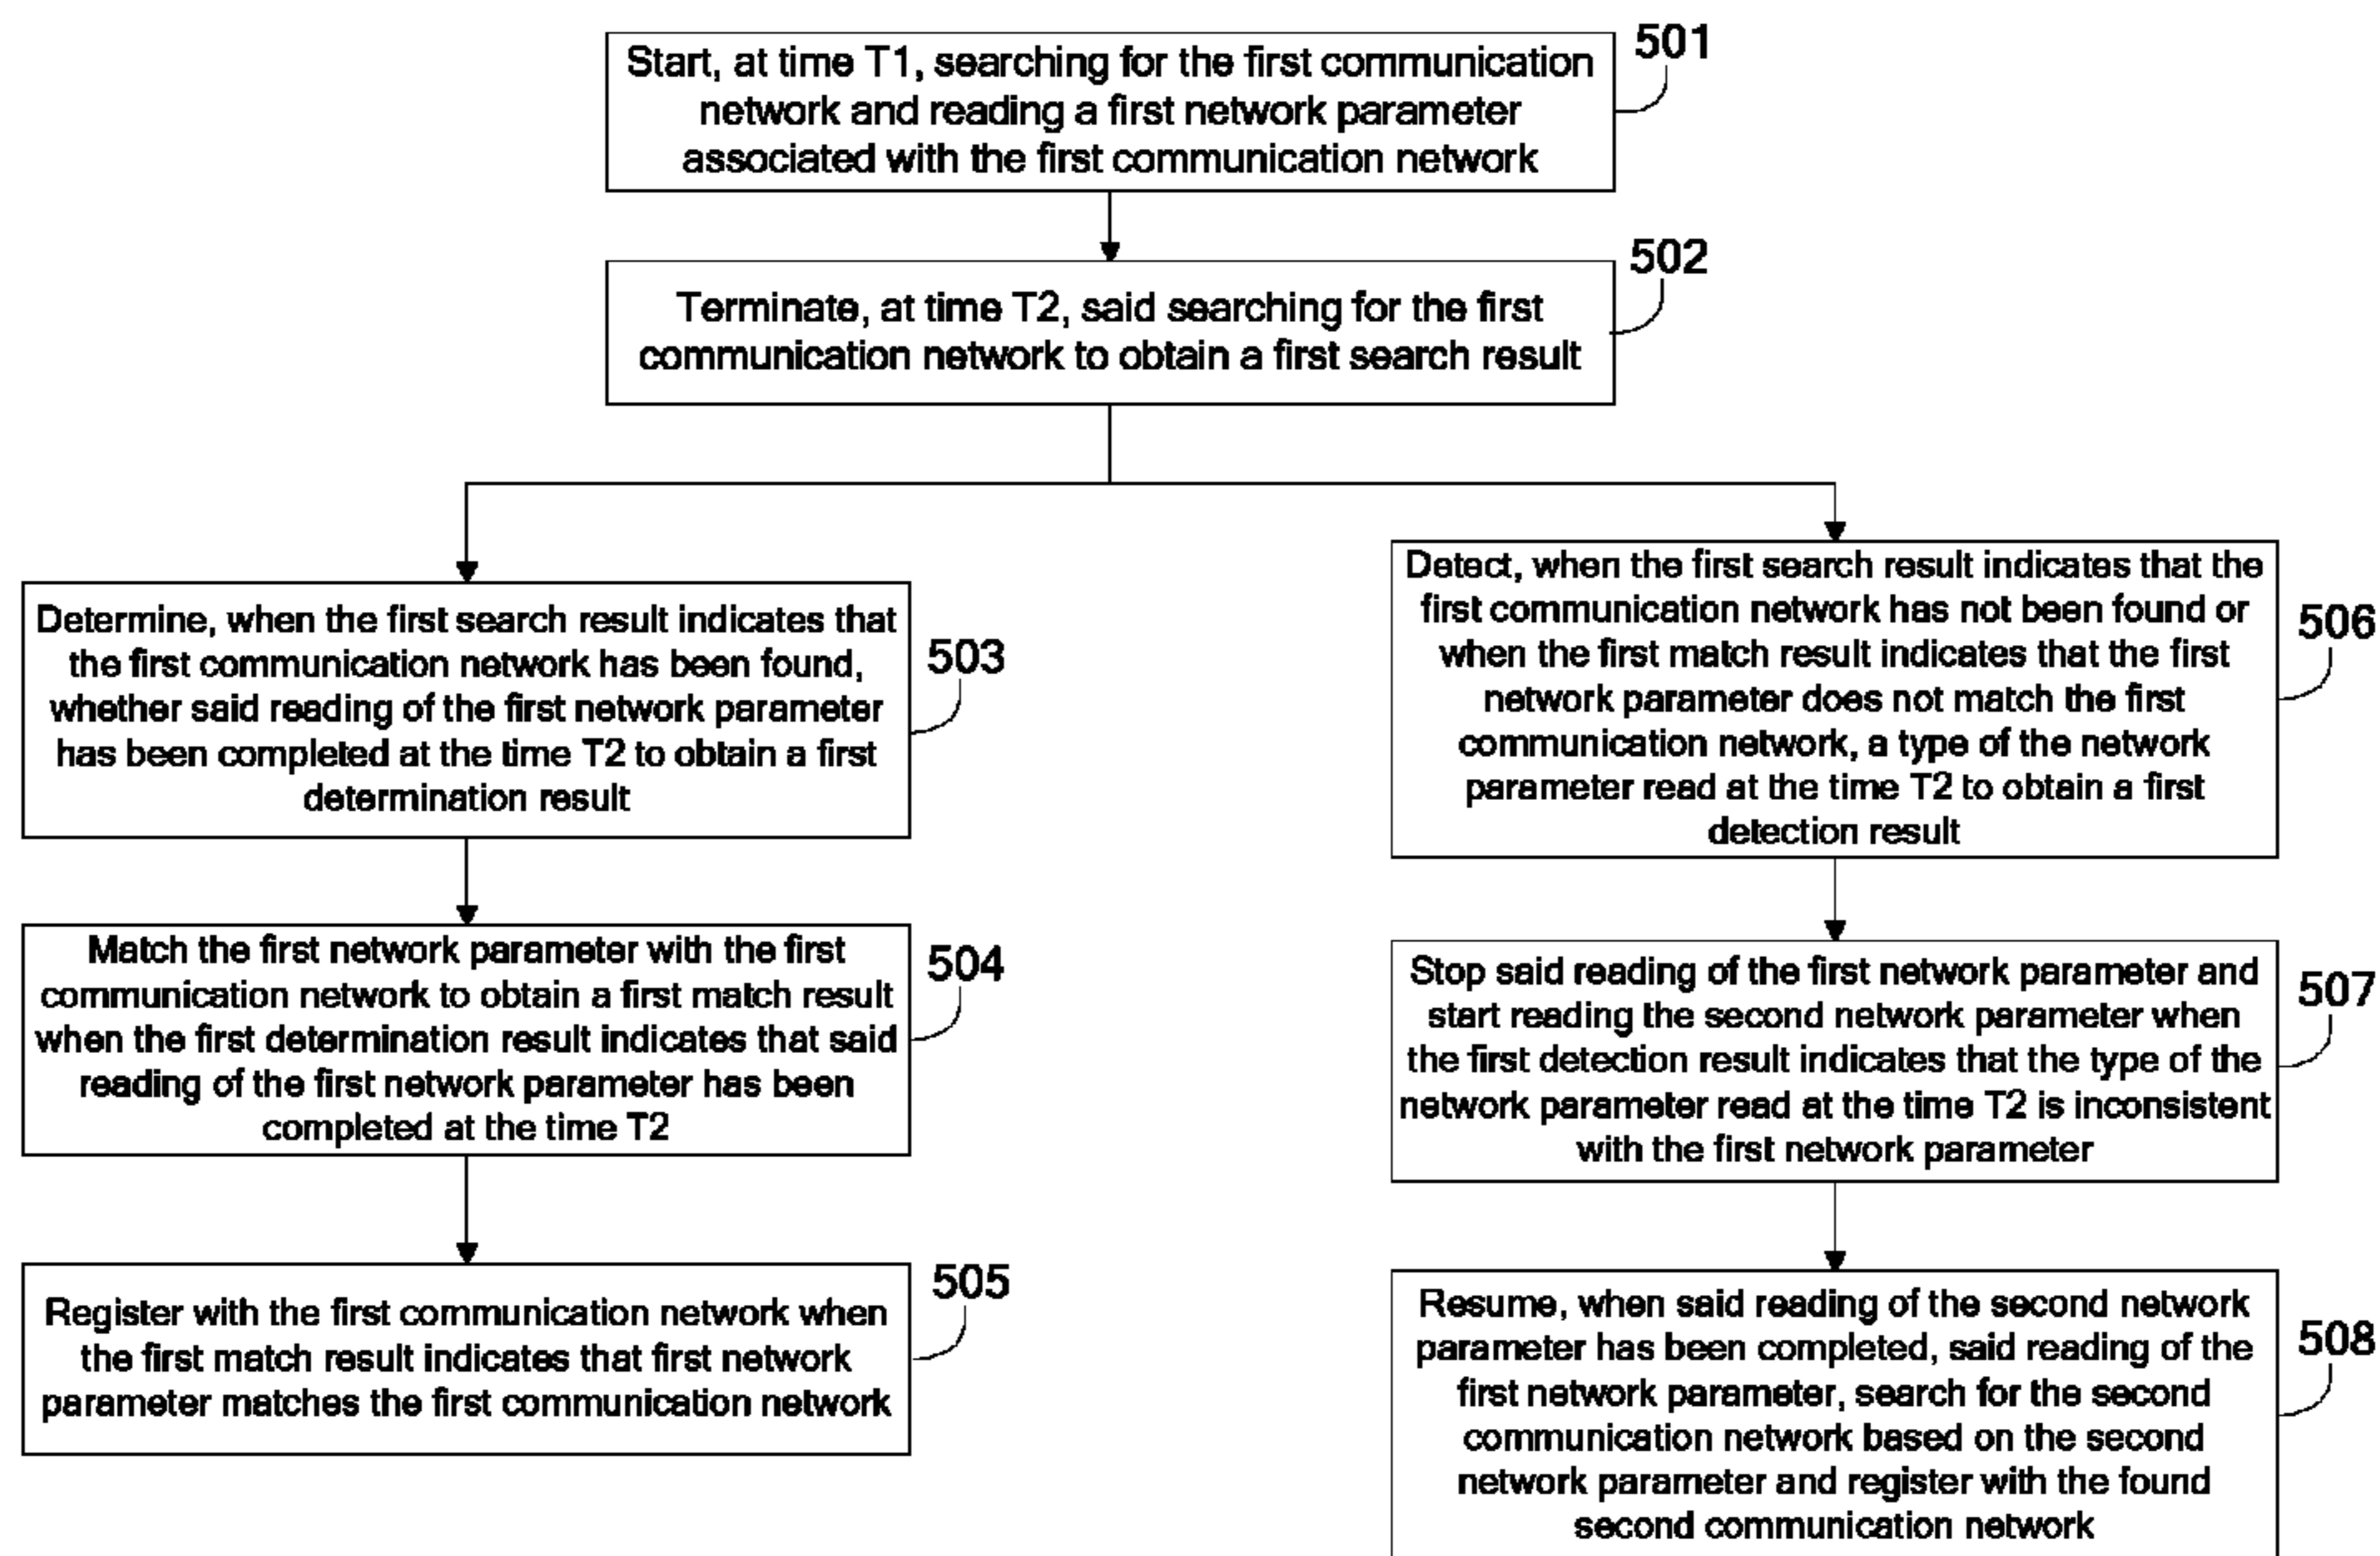 Start, at time T1, searching for the first communication
network and reading a first network parameter
associated with the first communication network
501
Terminate, at time T2, said searching for the first
communication network to obtain a first search result
502
Determine, when the first search result indicates that
the first communication network has been found,
whether said reading of the first network parameter
has been completed at the time T2 to obtain a first
determination result
503
Match the first network parameter with the first
communication network to obtain a first match result
when the first determination result indicates that said
reading of the first network parameter has been
completed at the time T2
504
Register with the first communication network when
the first match result indicates that first network
parameter matches the first communication network
505
Detect, when the first search result indicates that the
first communication network has not been found or
when the first match result indicates that the first
network parameter does not match the first
communication network, a type of the network
parameter read at the time T2 to obtain a first
detection result
506
Stop said reading of the first network parameter and
start reading the second network parameter when
the first detection result indicates that the type of the
network parameter read at the time T2 is inconsistent
with the first network parameter
507
Resume, when said reading of the second network
parameter has been completed, said reading of the
first network parameter, search for the second
communication network based on the second
network parameter and register with the found
second communication network
508